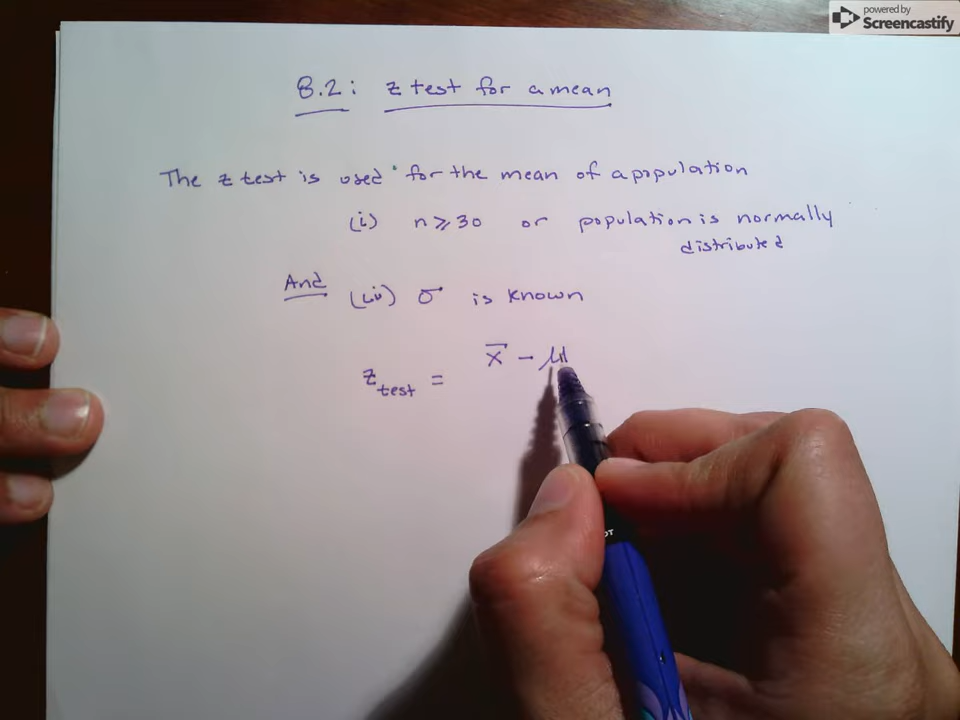 powered by
Screencastify
8.2: z test for a mean
The z test is used for the mean of a population
(i) n ≥ 30 or population is normally
distributed
And (ii) σ is known
z test = x̄ - μ